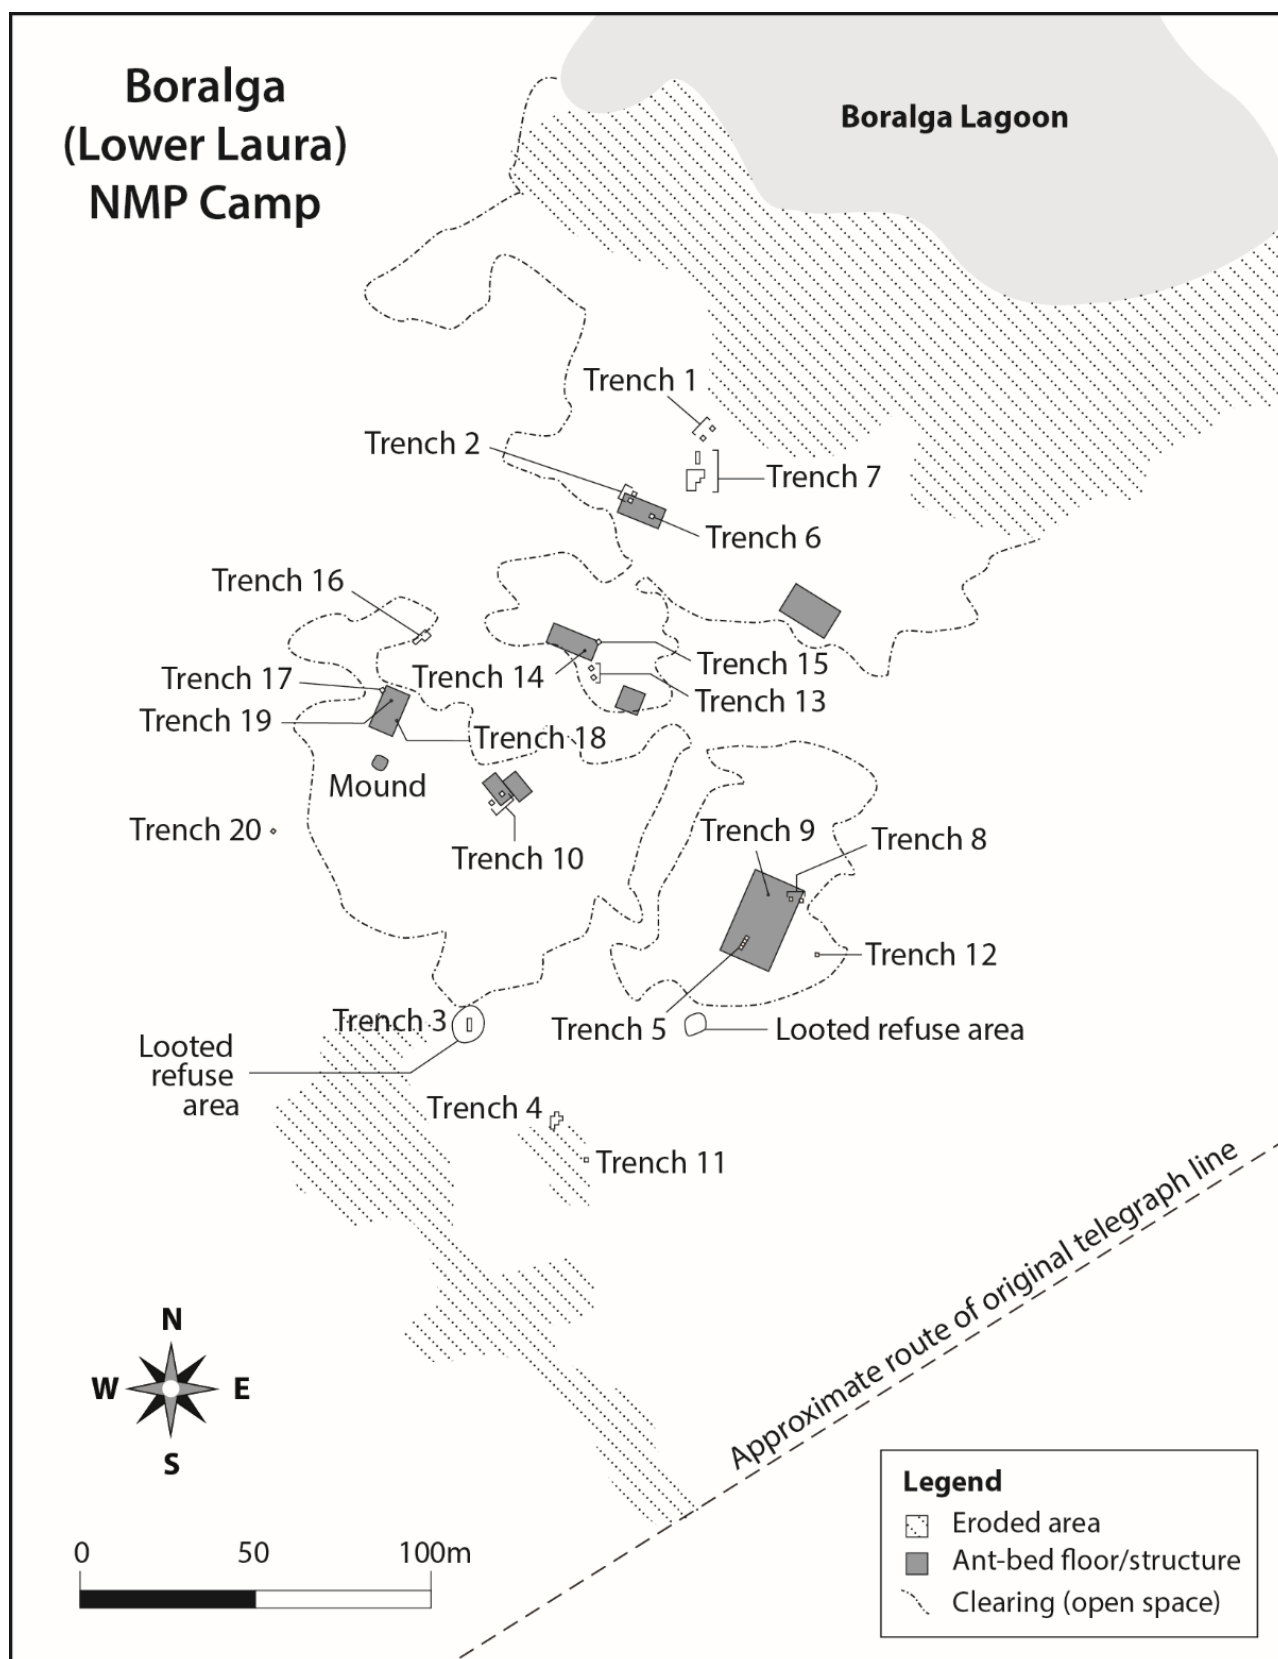 Boralga
(Lower Laura)
NMP Camp
Boralga Lagoon
Trench 1
Trench 2
Trench 7
Trench 6
Trench 16
Trench 15
Trench 17
Trench 14
Trench 13
Trench 19
Trench 18
Mound
Trench 20
Trench 9
Trench 8
Trench 10
Trench 12
Trench 3
Trench 5
Looted refuse area
Looted
refuse
area
Trench 4
Trench 11
Approximate route of original telegraph line
N
W
E
S
0
50
100m
Legend
Eroded area
Ant-bed floor/structure
Clearing (open space)